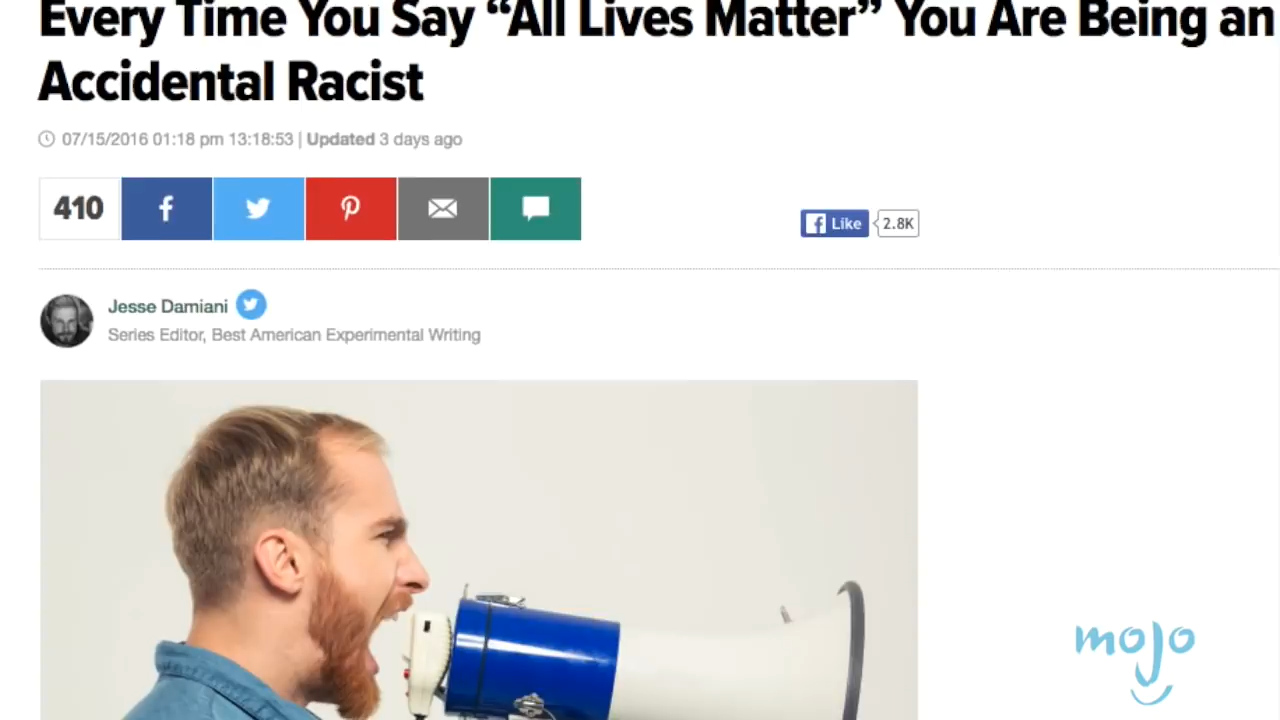 Every Time You Say “All Lives Matter” You Are Being an
Accidental Racist
07/15/2016 01:18 pm 13:18:53 | Updated 3 days ago
410
Like
2.8K
Jesse Damiani
Series Editor, Best American Experimental Writing
mojo